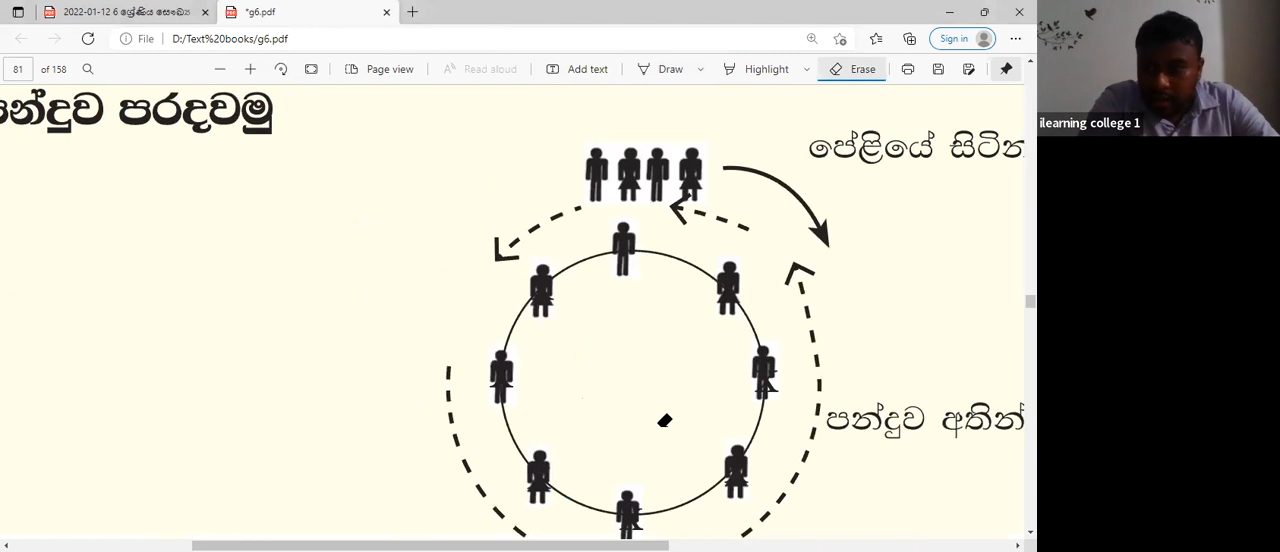 2022-01-12 6 ශ්‍රේණිය සෞඛ්‍ය
*g6.pdf
File D:/Text%20books/g6.pdf
Sign in
81 of 158
Page view
Read aloud
Add text
Draw
Highlight
Erase
පන්දුව පරදවමු
පේළියේ සිටින
පන්දුව අතින්
ilearning college 1